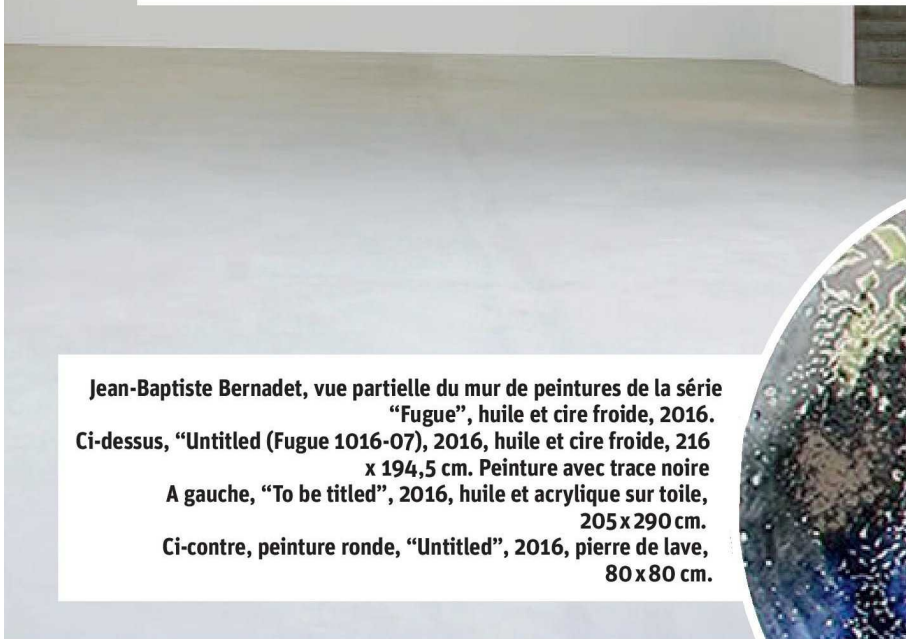 Jean-Baptiste Bernadet, vue partielle du mur de peintures de la série
“Fugue”, huile et cire froide, 2016.
Ci-dessus, “Untitled (Fugue 1016-07), 2016, huile et cire froide, 216
x 194,5 cm. Peinture avec trace noire
A gauche, “To be titled”, 2016, huile et acrylique sur toile,
205 x 290 cm.
Ci-contre, peinture ronde, “Untitled”, 2016, pierre de lave,
80 x 80 cm.